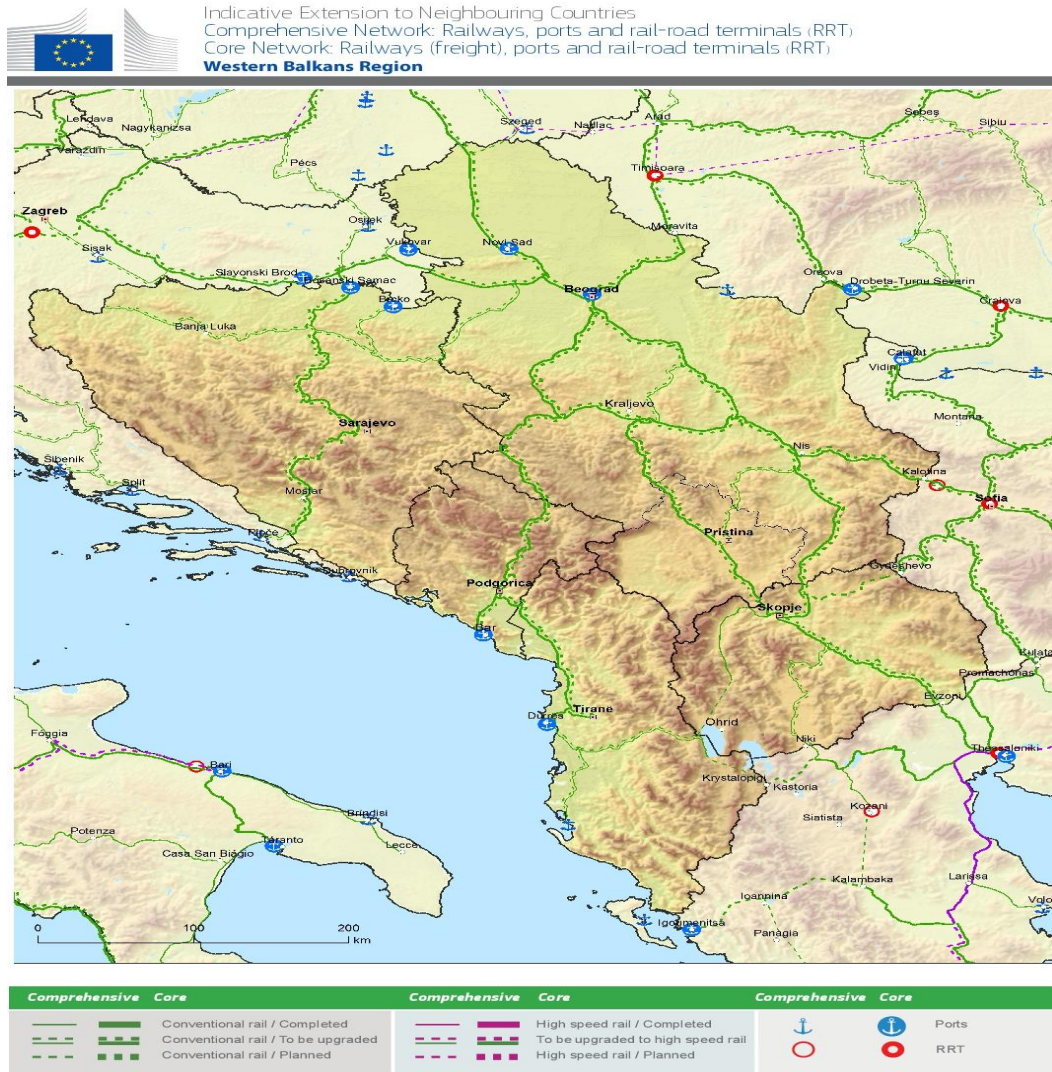 Indicative Extension to Neighbouring Countries
Comprehensive Network: Railways, ports and rail-road terminals (RRT)
Core Network: Railways (freight), ports and rail-road terminals (RRT)
Western Balkans Region
Lendava
Nagykanizsa
Varazdin
Pécs
Szeged
Nadlac
Arad
Sebes
Sibiu
Timisoara
Zagreb
Sisak
Osijek
Vukovar
Novi Sad
Moravita
Slavonski Brod
Bosanski Samac
Brcko
Beograd
Orsova
Drobeta-Turnu Severin
Craiova
Banja Luka
Calafat
Vidin
Kraljevo
Montana
Sarajevo
Nis
Sibenik
Split
Mostar
Kalotina
Sofia
Ploce
Pristina
Dubrovnik
Gyueshevo
Podgorica
Skopje
Bar
Kulata
Promachonas
Evzoni
Durres
Tirane
Ohrid
Niki
Thessaloniki
Foggia
Bari
Krystalopigi
Kastoria
Kozani
Siatista
Brindisi
Potenza
Taranto
Casa San Biagio
Lecce
Kalambaka
Larissa
Ioannina
Volo
Igoumenitsa
Panagia
0 100 200
km
Comprehensive Core Comprehensive Core Comprehensive Core
Conventional rail / Completed High speed rail / Completed Ports
Conventional rail / To be upgraded To be upgraded to high speed rail
Conventional rail / Planned High speed rail / Planned RRT